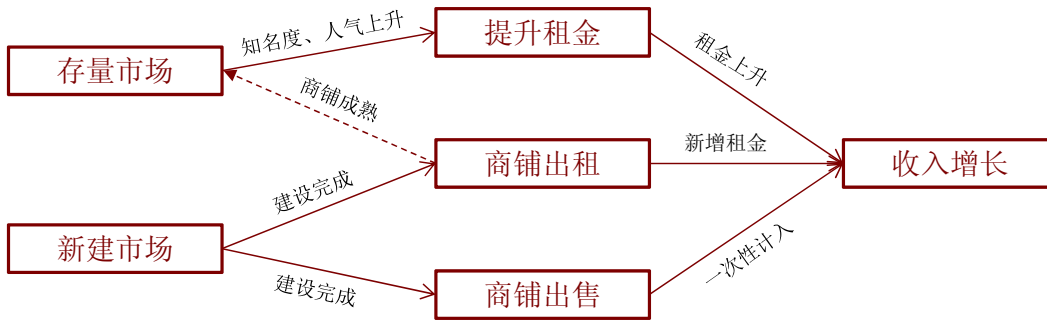 知名度、人气上升
提升租金
存量市场
租金上升
商铺成熟
商铺出租
新增租金
收入增长
建设完成
新建市场
建设完成
商铺出售
一次性计入